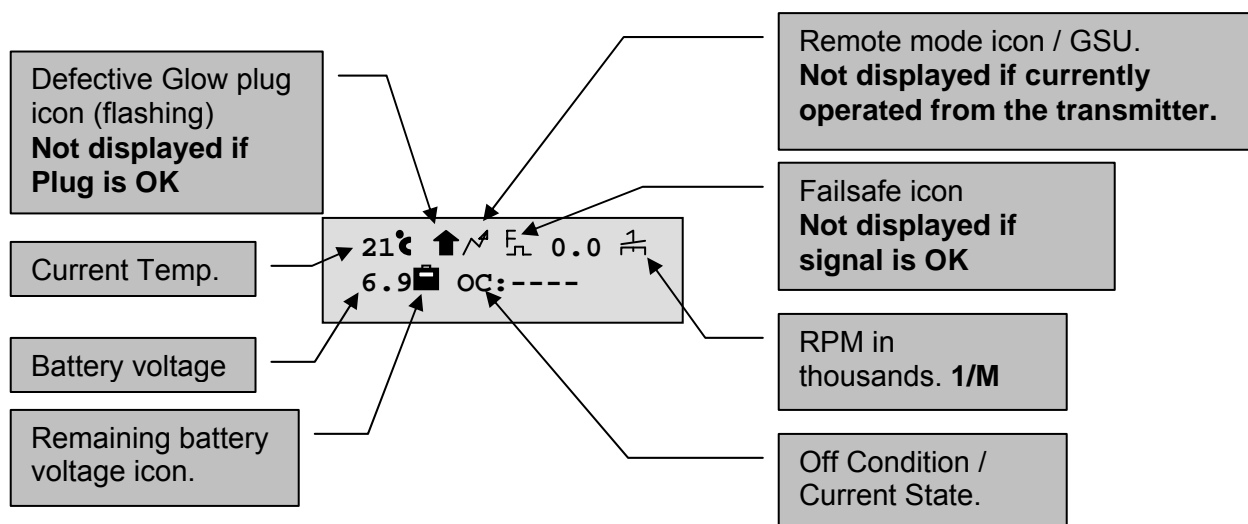 Defective Glow plug
icon (flashing)
Not displayed if
Plug is OK
Current Temp.
Battery voltage
Remaining battery
voltage icon.
21°C F 0.0 1
6.9 OC:----
Remote mode icon / GSU.
Not displayed if currently
operated from the transmitter.
Failsafe icon
Not displayed if
signal is OK
RPM in
thousands. 1/M
Off Condition /
Current State.